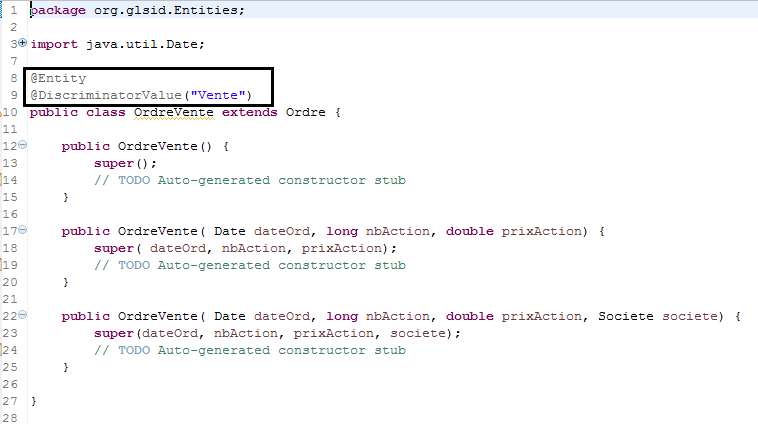 1 package org.glsid.Entities;
2
3 import java.util.Date;
7
8 @Entity
9 @DiscriminatorValue("Vente")
10 public class OrdreVente extends Ordre {
11
12 public OrdreVente() {
13 super();
14 // TODO Auto-generated constructor stub
15 }
16
17 public OrdreVente( Date dateOrd, long nbAction, double prixAction) {
18 super( dateOrd, nbAction, prixAction);
19 // TODO Auto-generated constructor stub
20 }
21
22 public OrdreVente( Date dateOrd, long nbAction, double prixAction, Societe societe) {
23 super(dateOrd, nbAction, prixAction, societe);
24 // TODO Auto-generated constructor stub
25 }
26
27 }
28